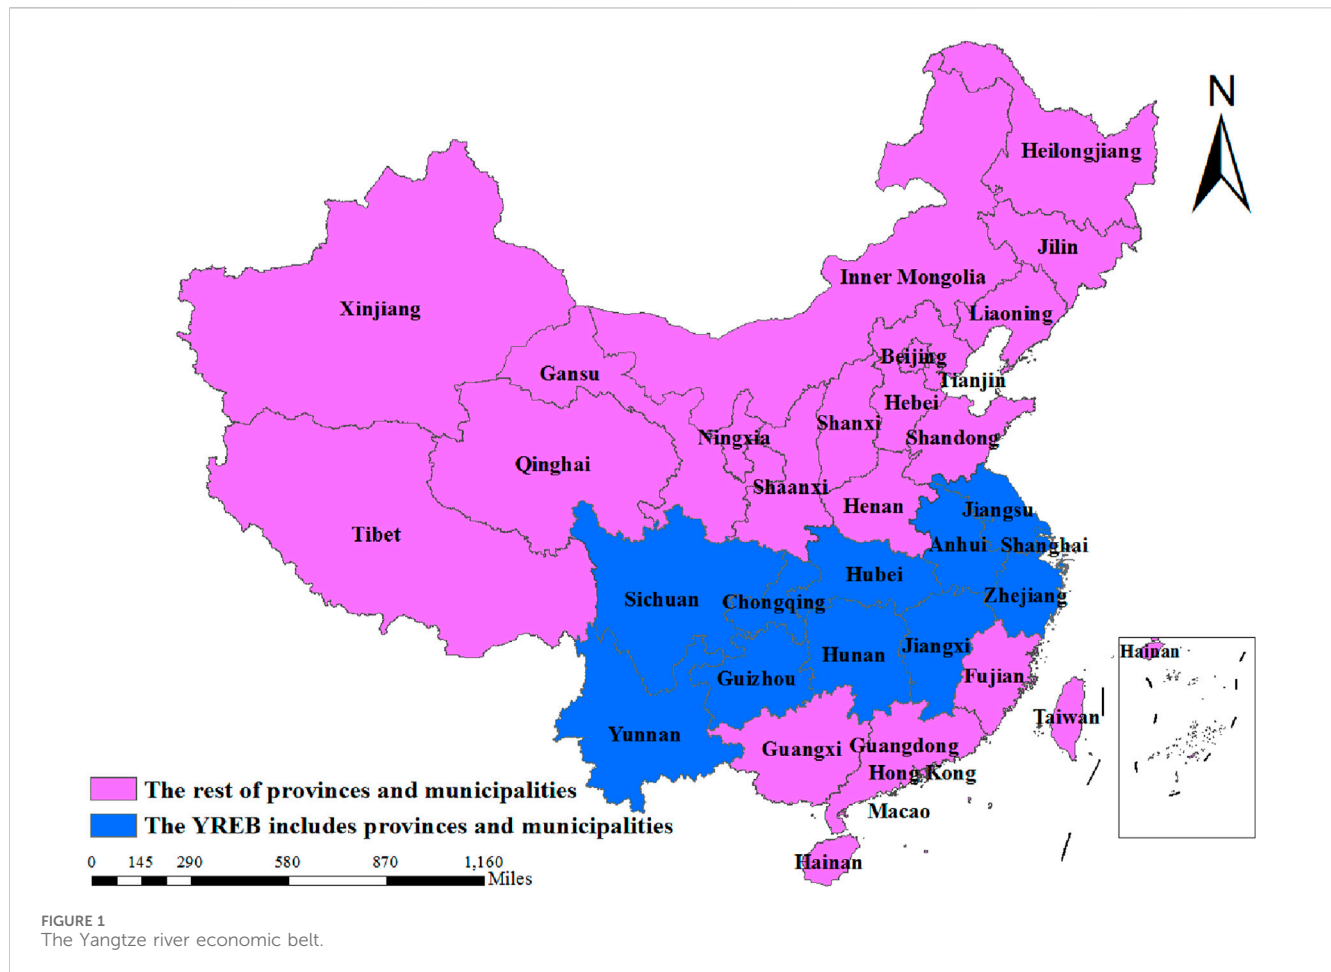 N
Heilongjiang
Jilin
Inner Mongolia
Liaoning
Xinjiang
Beijing
Gansu
Tianjin
Hebei
Shanxi
Ningxia
Shandong
Qinghai
Shaanxi
Henan
Jiangsu
Tibet
Anhui
Shanghai
Hubei
Sichuan
Chongqing
Zhejiang
Jiangxi
Hunan
Hainan
Guizhou
Fujian
Taiwan
Yunnan
Guangxi
Guangdong
Hong Kong
Macao
Hainan
The rest of provinces and municipalities
The YREB includes provinces and municipalities
0 145 290 580 870 1,160
Miles
FIGURE 1
The Yangtze river economic belt.